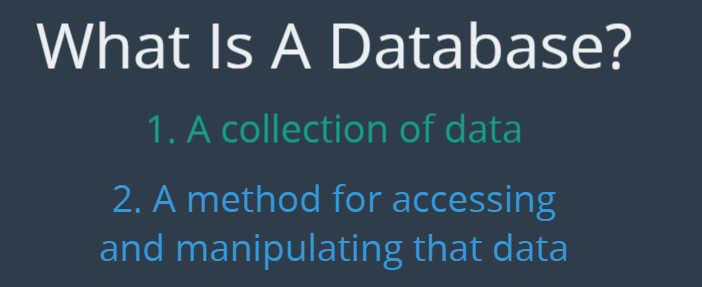 What Is A Database?
1. A collection of data
2. A method for accessing
and manipulating that data